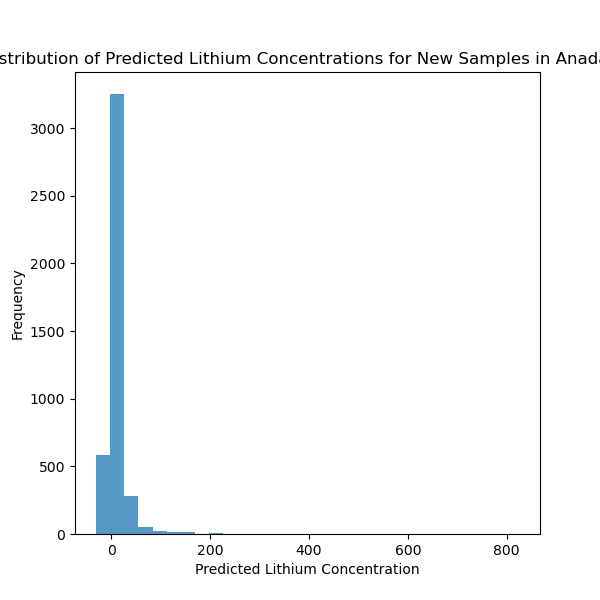 stribution of Predicted Lithium Concentrations for New Samples in Anada
3000
2500
2000
1500
1000
500
0
Frequency
0 200 400 600 800
Predicted Lithium Concentration